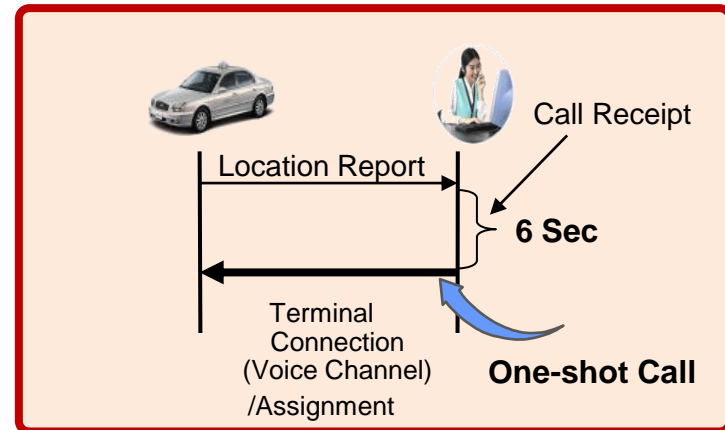 Call Receipt
Location Report
6 Sec
Terminal
Connection
(Voice Channel)
/Assignment
One-shot Call